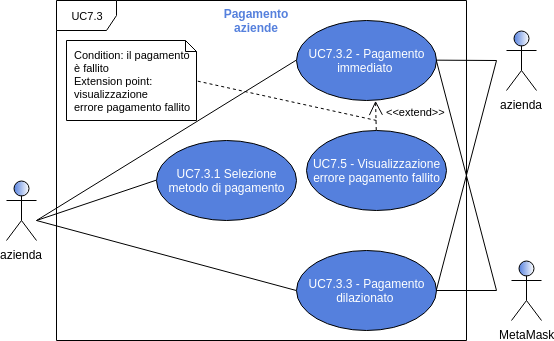 UC7.3
Pagamento
aziende
Condition: il pagamento
è fallito
Extension point:
visualizzazione
errore pagamento fallito
UC7.3.2 - Pagamento
immediato
<<extend>>
azienda
UC7.3.1 Selezione
metodo di pagamento
UC7.5 - Visualizzazione
errore pagamento fallito
azienda
UC7.3.3 - Pagamento
dilazionato
MetaMask